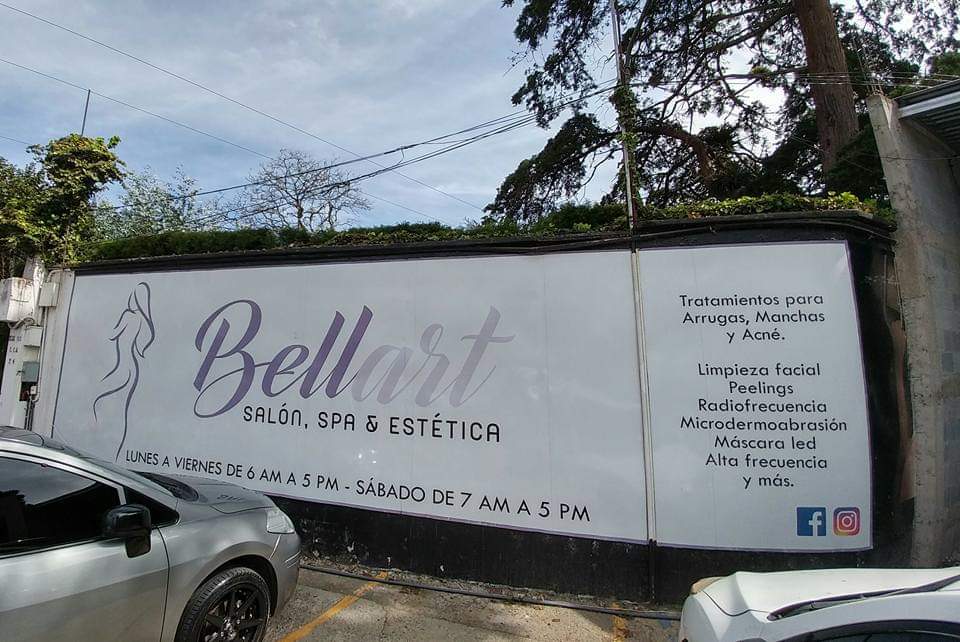 Bellart
SALÓN, SPA & ESTÉTICA
LUNES A VIERNES DE 6 AM A 5 PM - SÁBADO DE 7 AM A 5 PM
Tratamientos para
Arrugas, Manchas
y Acné.
Limpieza facial
Peelings
Radiofrecuencia
Microdermoabrasión
Máscara led
Alta frecuencia
y más.